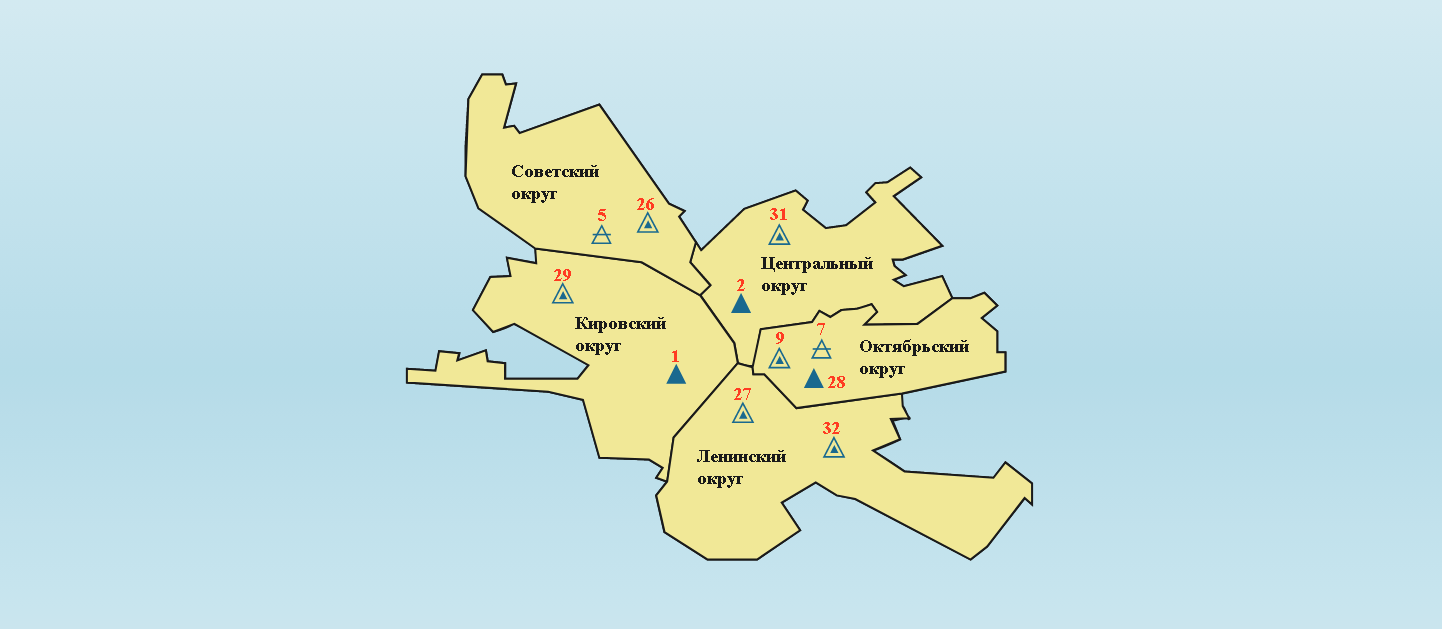 Советский
округ
5
26
31
Центральный
округ
2
29
Кировский
округ
1
9
7
Октябрьский
округ
28
27
32
Ленинский
округ